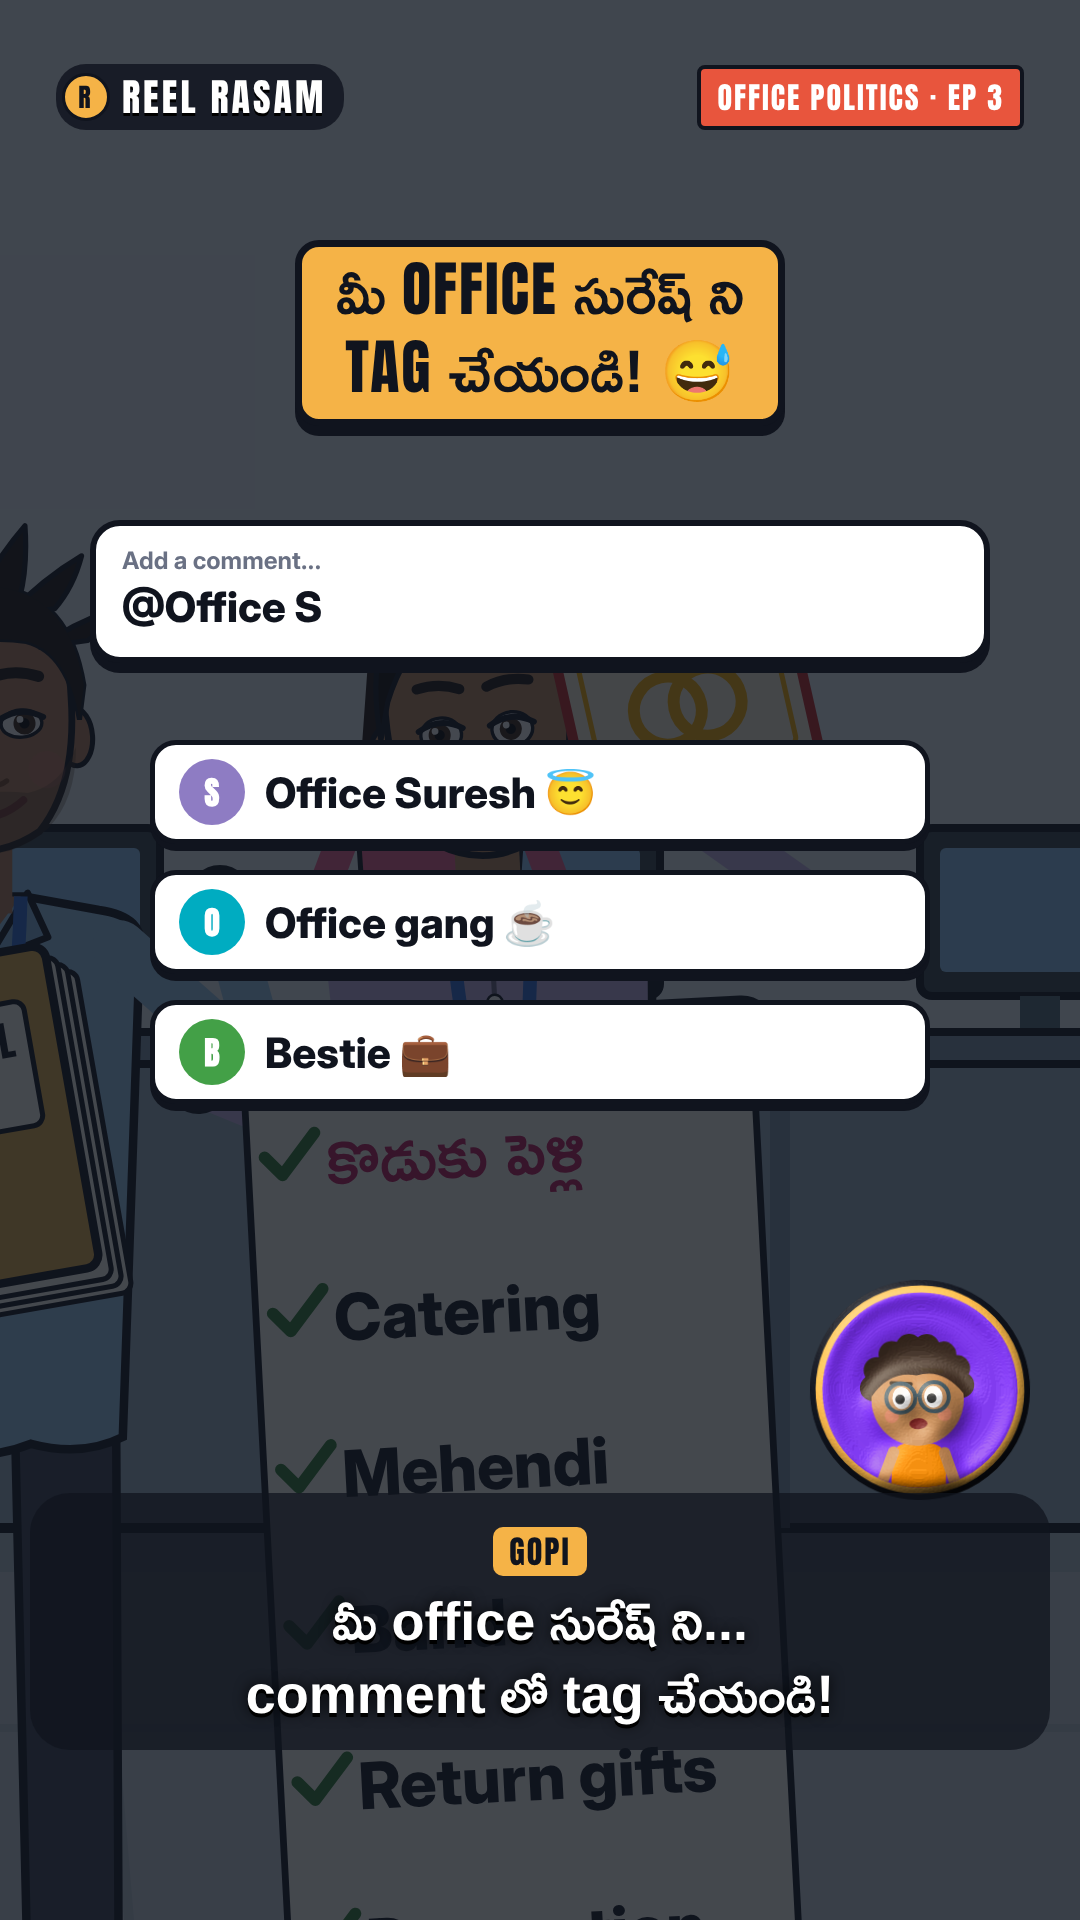 R REEL RASAM
OFFICE POLITICS · EP 3
మీ OFFICE సురేష్ ని
TAG చేయండి! 😅
Add a comment...
@Office S
S Office Suresh 😇
O Office gang ☕
B Bestie 💼
కొడుకు పెళ్లి
Catering
Mehendi
GOPI
మీ office సురేష్ ని...
comment లో tag చేయండి!
Return gifts